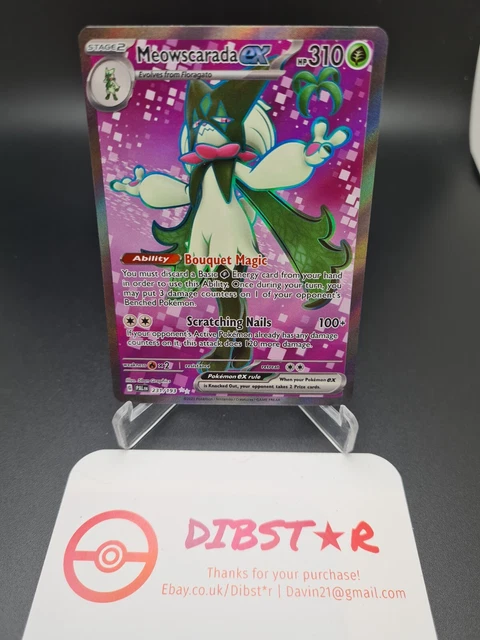 STAGE 2
Meowscarada ex
HP 310
Evolves from Floragato
Ability Bouquet Magic
You must discard a Basic Energy card from your hand
in order to use this Ability. Once during your turn, you
may put 3 damage counters on 1 of your opponent's
Benched Pokémon.
Scratching Nails 100+
If your opponent's Active Pokémon already has any damage
counters on it, this attack does 120 more damage.
weakness ×2 resistance retreat
Pokémon ex rule When your Pokémon ex
is Knocked Out, your opponent takes 2 Prize cards.
DIBST★R
Thanks for your purchase!
Ebay.co.uk/Dibst*r | Davin21@gmail.com